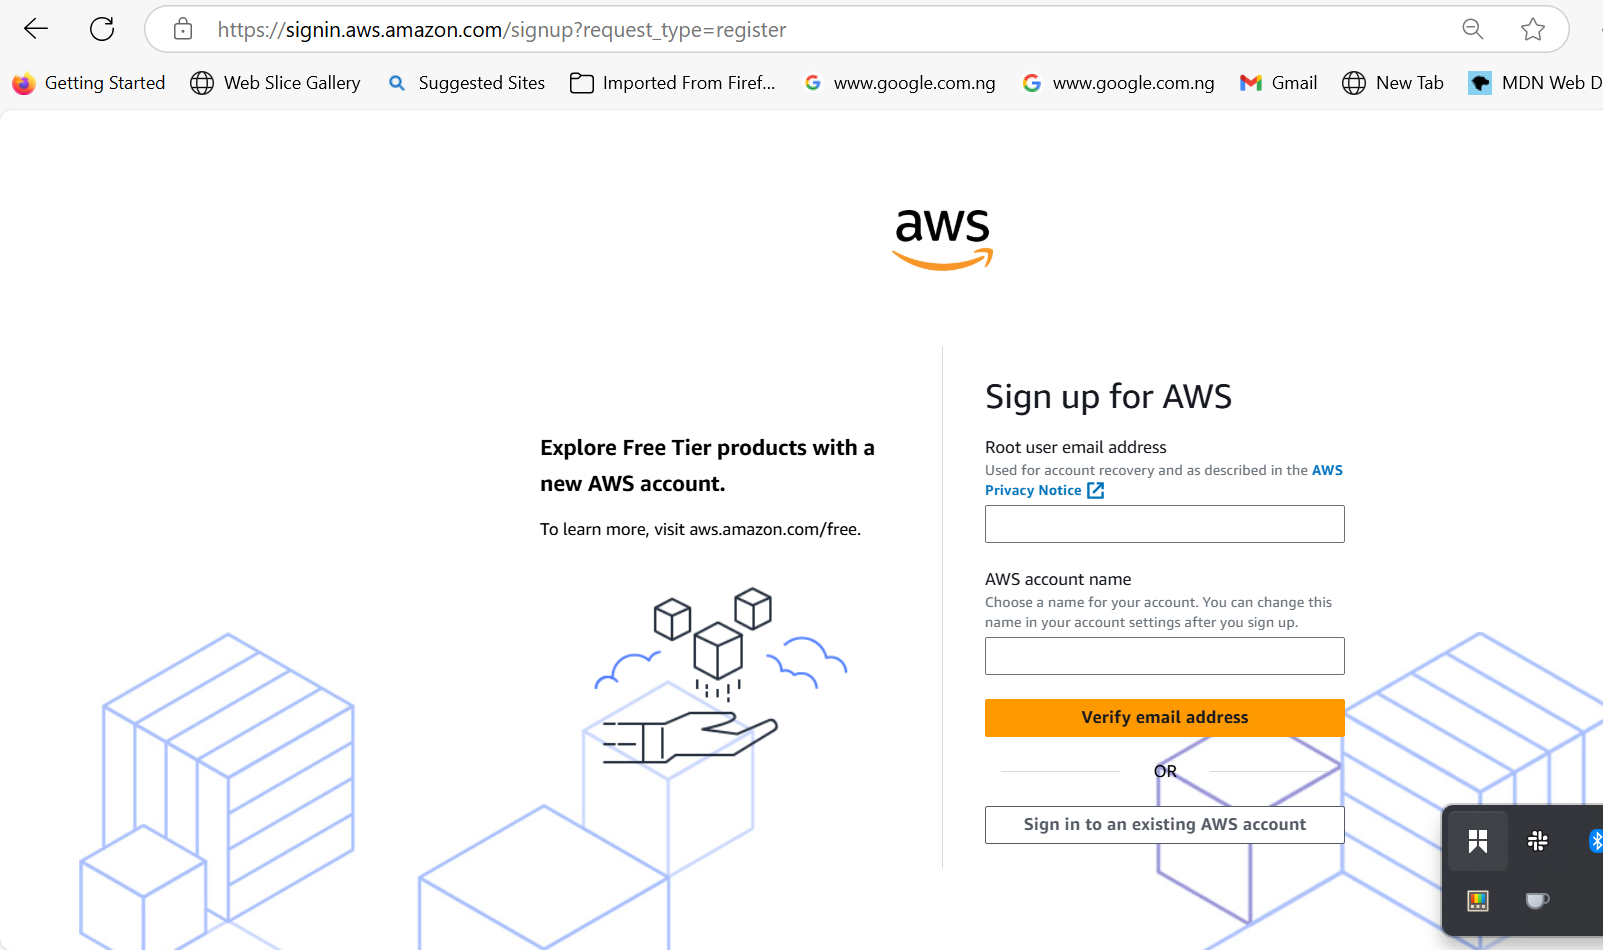 https://signin.aws.amazon.com/signup?request_type=register
Getting Started Web Slice Gallery Suggested Sites Imported From Firef... www.google.com.ng www.google.com.ng Gmail New Tab MDN Web D
aws
Explore Free Tier products with a
new AWS account.
To learn more, visit aws.amazon.com/free.
Sign up for AWS
Root user email address
Used for account recovery and as described in the AWS
Privacy Notice
AWS account name
Choose a name for your account. You can change this
name in your account settings after you sign up.
Verify email address
OR
Sign in to an existing AWS account